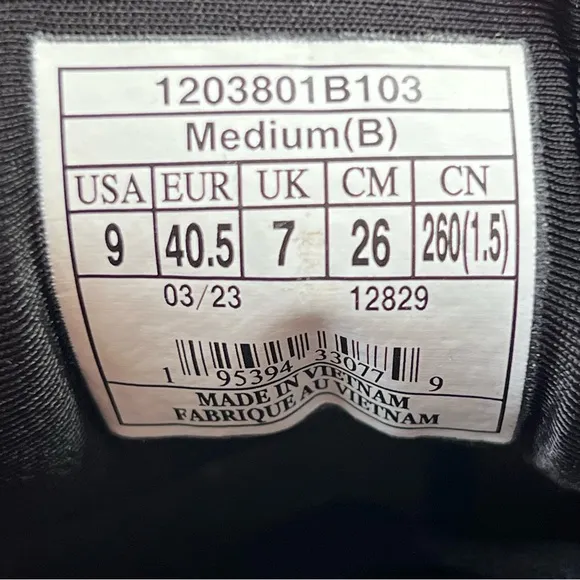 1203801B103
Medium(B)
USA EUR UK CM CN
9 40.5 7 26 260(1.5)
03/23 12829
1 95394 33077 9
MADE IN VIETNAM
FABRIQUE AU VIETNAM